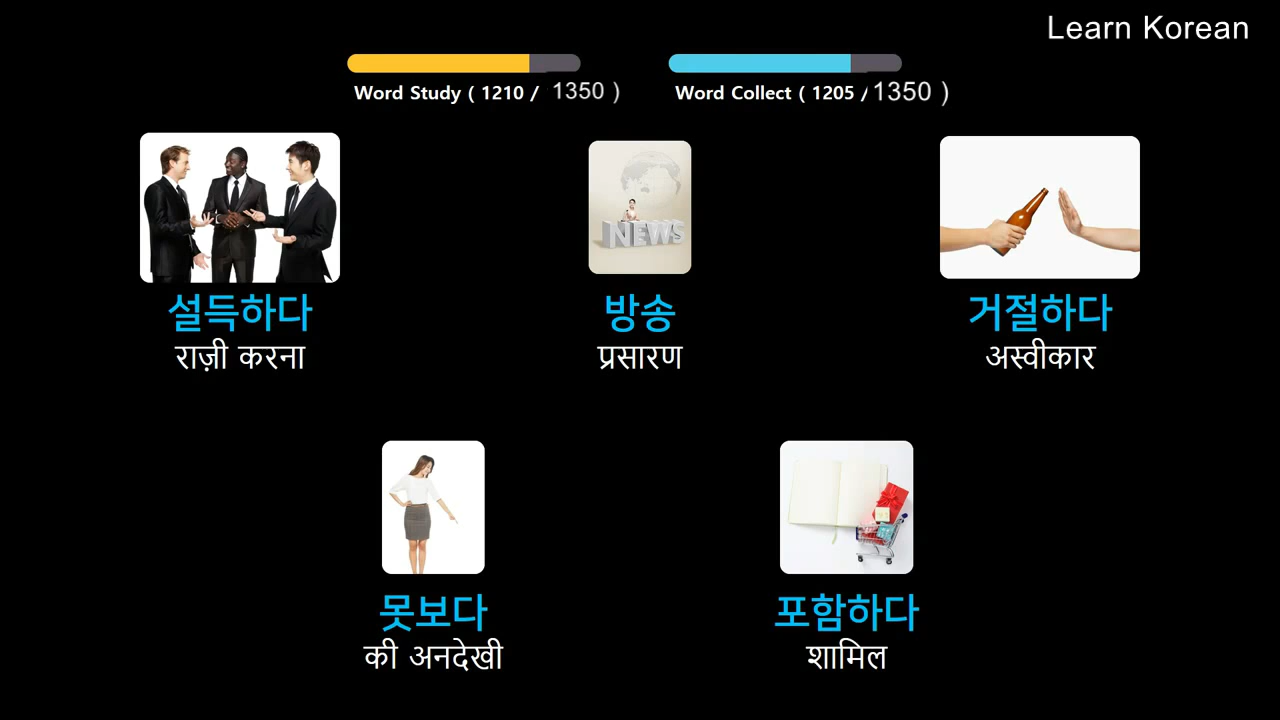 Learn Korean
Word Study ( 1210 / 1350 )
Word Collect ( 1205 / 1350 )
NEWS
설득하다
राज़ी करना
방송
प्रसारण
거절하다
अस्वीकार
못보다
की अनदेखी
포함하다
शामिल